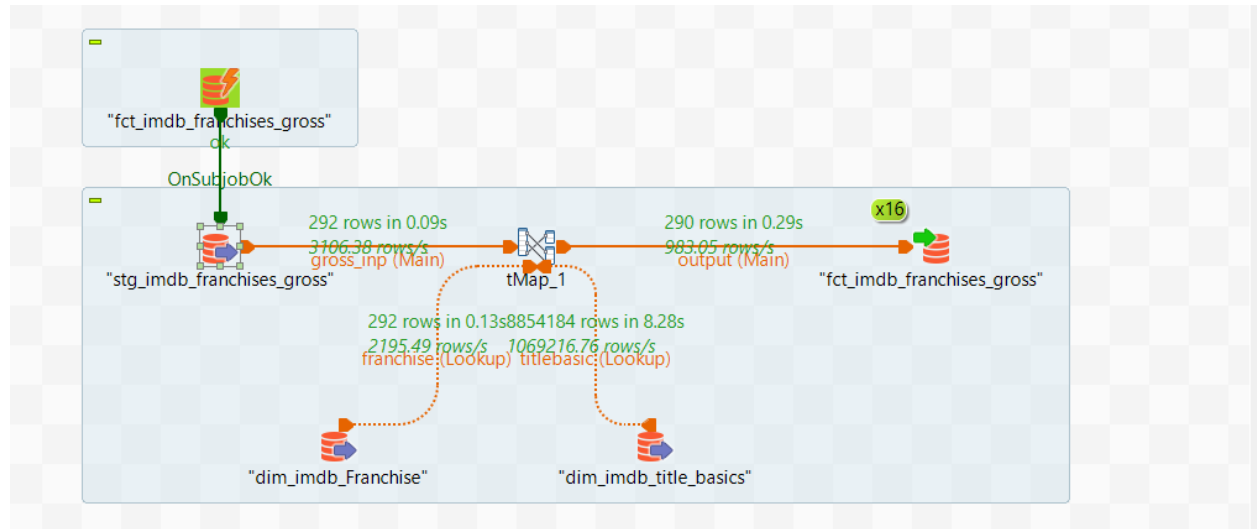 "fct_imdb_franchises_gross"
ok
OnSubjobOk
292 rows in 0.09s
3106.38 rows/s
gross_inp (Main)
290 rows in 0.29s
983.05 rows/s
output (Main)
x16
"stg_imdb_franchises_gross"
tMap_1
"fct_imdb_franchises_gross"
292 rows in 0.13s
2195.49 rows/s
franchise (Lookup)
8854184 rows in 8.28s
1069216.76 rows/s
titlebasic (Lookup)
"dim_imdb_Franchise"
"dim_imdb_title_basics"